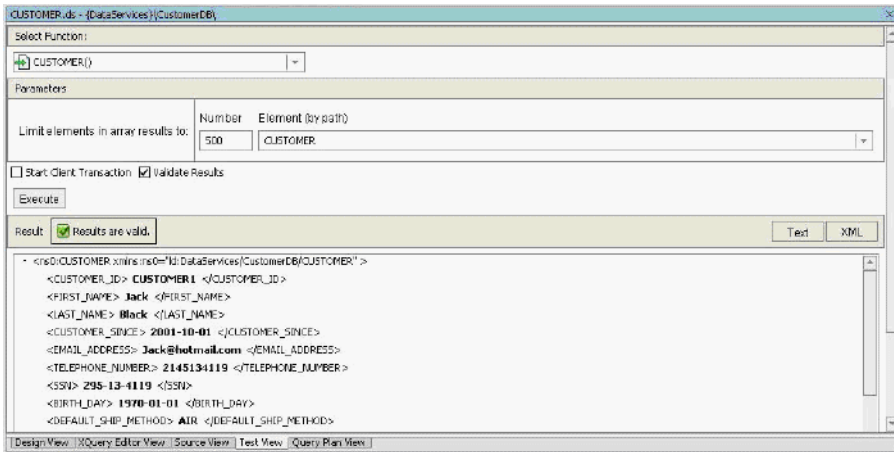 CUSTOMER.ds - {DataServices}\CustomerDB\
Select Function:
CUSTOMER()
Parameters
Number Element (by path)
Limit elements in array results to: 500 CUSTOMER
Start Client Transaction Validate Results
Execute
Result Results are valid. Text XML
- <ns0:CUSTOMER xmlns:ns0="ld:DataServices/CustomerDB/CUSTOMER" >
<CUSTOMER_ID> CUSTOMER1 </CUSTOMER_ID>
<FIRST_NAME> Jack </FIRST_NAME>
<LAST_NAME> Black </LAST_NAME>
<CUSTOMER_SINCE> 2001-10-01 </CUSTOMER_SINCE>
<EMAIL_ADDRESS> Jack@hotmail.com </EMAIL_ADDRESS>
<TELEPHONE_NUMBER> 2145134119 </TELEPHONE_NUMBER>
<SSN> 295-13-4119 </SSN>
<BIRTH_DAY> 1970-01-01 </BIRTH_DAY>
<DEFAULT_SHIP_METHOD> AIR </DEFAULT_SHIP_METHOD>
Design View XQuery Editor View Source View Test View Query Plan View